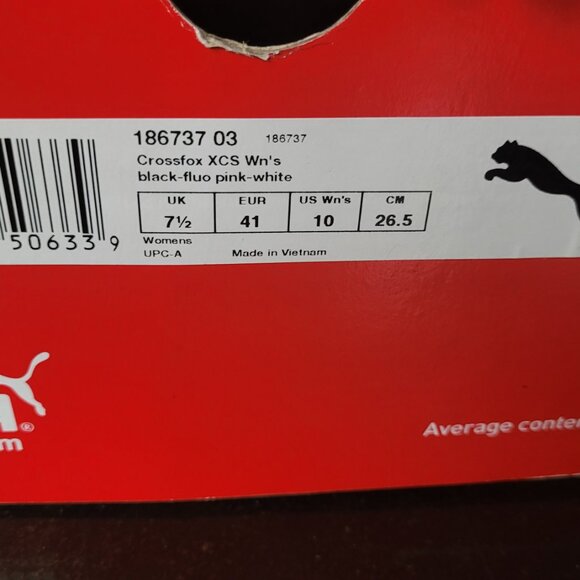 186737 03 186737
Crossfox XCS Wn's
black-fluo pink-white
UK EUR US Wn's CM
7½ 41 10 26.5
50633 9
Womens
UPC-A Made in Vietnam
Average conte